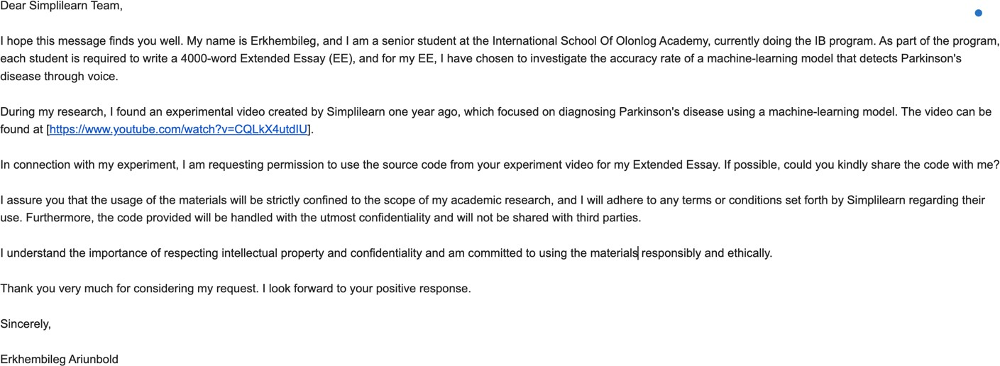 Dear Simplilearn Team,
I hope this message finds you well. My name is Erkhembileg, and I am a senior student at the International School Of Olonlog Academy, currently doing the IB program. As part of the program,
each student is required to write a 4000-word Extended Essay (EE), and for my EE, I have chosen to investigate the accuracy rate of a machine-learning model that detects Parkinson's
disease through voice.
During my research, I found an experimental video created by Simplilearn one year ago, which focused on diagnosing Parkinson's disease using a machine-learning model. The video can be
found at [https://www.youtube.com/watch?v=CQLkX4utdIU].
In connection with my experiment, I am requesting permission to use the source code from your experiment video for my Extended Essay. If possible, could you kindly share the code with me?
I assure you that the usage of the materials will be strictly confined to the scope of my academic research, and I will adhere to any terms or conditions set forth by Simplilearn regarding their
use. Furthermore, the code provided will be handled with the utmost confidentiality and will not be shared with third parties.
I understand the importance of respecting intellectual property and confidentiality and am committed to using the materials responsibly and ethically.
Thank you very much for considering my request. I look forward to your positive response.
Sincerely,
Erkhembileg Ariunbold